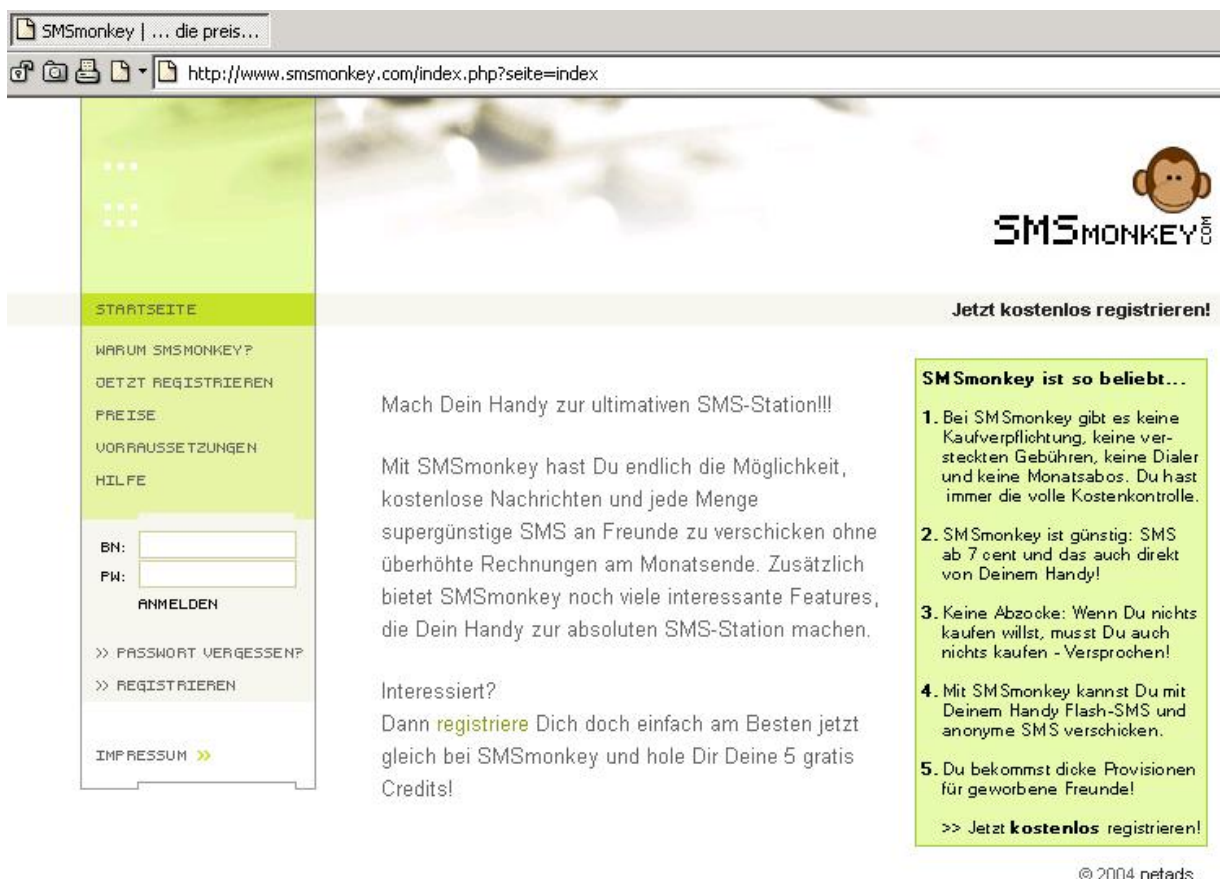 SMSmonkey | ... die preis...
http://www.smsmonkey.com/index.php?seite=index
SMSMONKEY.COM
STARTSEITE
Jetzt kostenlos registrieren!
WARUM SMSMONKEY?
JETZT REGISTRIEREN
PREISE
VORRAUSSETZUNGEN
HILFE
BN:
PW:
ANMELDEN
>> PASSWORT VERGESSEN?
>> REGISTRIEREN
IMPRESSUM >>
Mach Dein Handy zur ultimativen SMS-Station!!!
Mit SMSmonkey hast Du endlich die Möglichkeit,
kostenlose Nachrichten und jede Menge
supergünstige SMS an Freunde zu verschicken ohne
überhöhte Rechnungen am Monatsende. Zusätzlich
bietet SMSmonkey noch viele interessante Features,
die Dein Handy zur absoluten SMS-Station machen.
Interessiert?
Dann registriere Dich doch einfach am Besten jetzt
gleich bei SMSmonkey und hole Dir Deine 5 gratis
Credits!
SMSmonkey ist so beliebt...
1. Bei SMSmonkey gibt es keine
Kaufverpflichtung, keine ver-
steckten Gebühren, keine Dialer
und keine Monatsabos. Du hast
immer die volle Kostenkontrolle.
2. SMSmonkey ist günstig: SMS
ab 7 cent und das auch direkt
von Deinem Handy!
3. Keine Abzocke: Wenn Du nichts
kaufen willst, musst Du auch
nichts kaufen - Versprochen!
4. Mit SMSmonkey kannst Du mit
Deinem Handy Flash-SMS und
anonyme SMS verschicken.
5. Du bekommst dicke Provisionen
für geworbene Freunde!
>> Jetzt kostenlos registrieren!
© 2004 netads